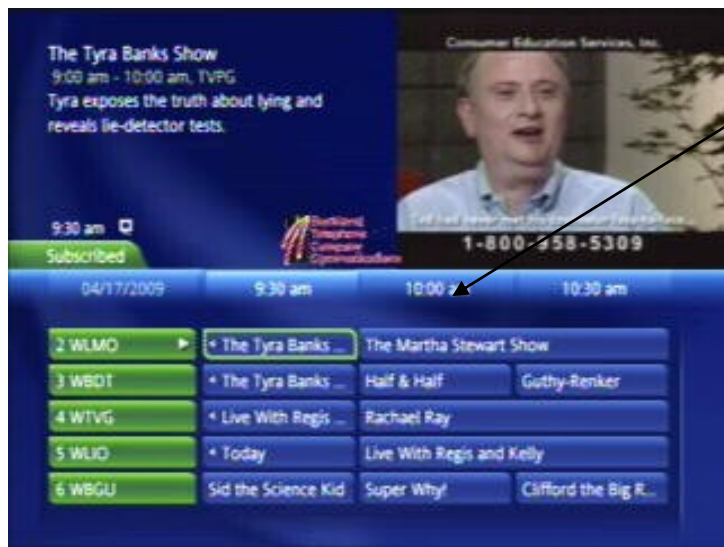 The Tyra Banks Show
9:00 am - 10:00 am, TVPG
Tyra exposes the truth about lying and
reveals lie-detector tests.
9:30 am
Subscribed
Consumer Education Services, Inc.
Buckland
Telephone
Company
1-800-958-5309
04/17/2009 9:30 am 10:00 10:30 am
2 WLMO The Tyra Banks ... The Martha Stewart Show
3 WBDT The Tyra Banks ... Half & Half Guthy-Renker
4 WTVG Live With Regis ... Rachael Ray
5 WLIO Today Live With Regis and Kelly
6 WBGU Sid the Science Kid Super Why! Clifford the Big R...